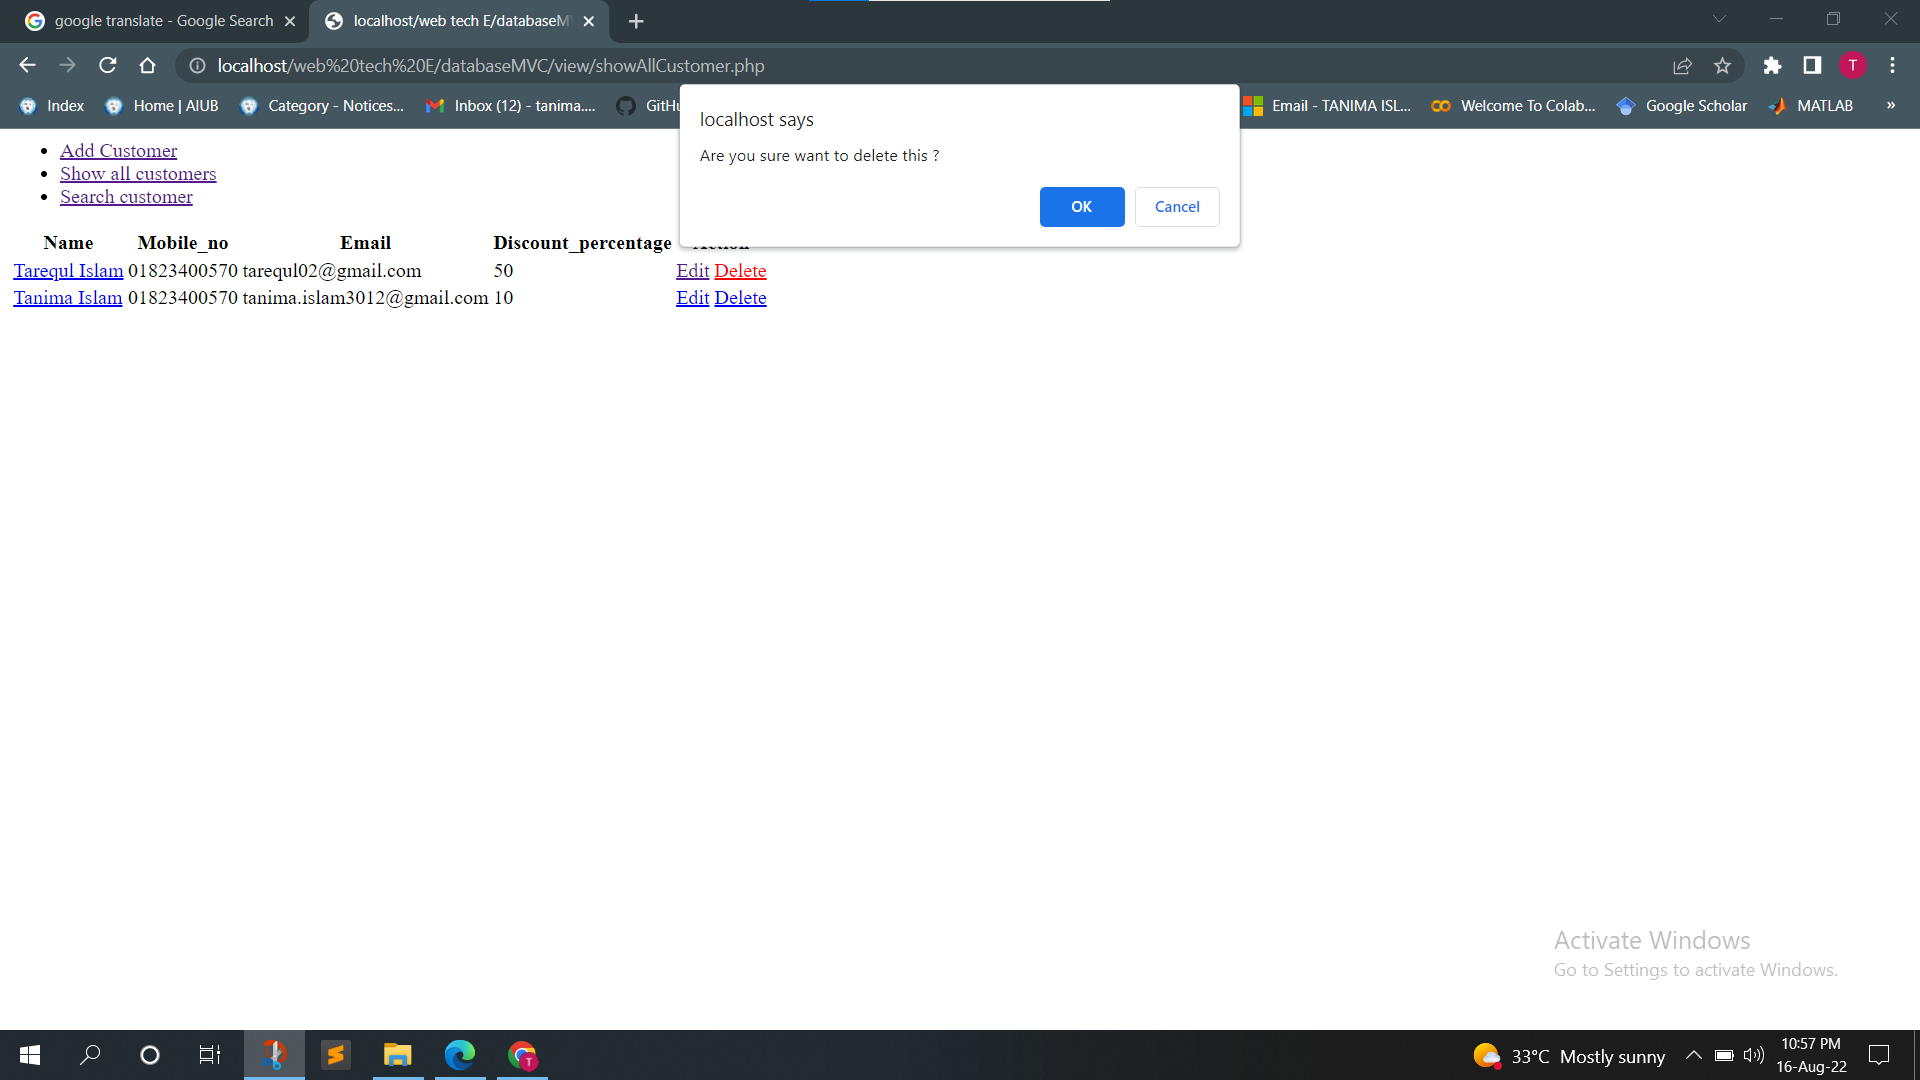 google translate - Google Search
localhost/web tech E/databaseM
localhost/web%20tech%20E/databaseMVC/view/showAllCustomer.php
T
Index
Home | AIUB
Category - Notices...
Inbox (12) - tanima....
Email - TANIMA ISL...
Welcome To Colab...
Google Scholar
MATLAB
»
localhost says
Are you sure want to delete this ?
OK
Cancel
Add Customer
Show all customers
Search customer
Name Mobile_no Email Discount_percentage
Tarequl Islam 01823400570 tarequl02@gmail.com 50 Edit Delete
Tanima Islam 01823400570 tanima.islam3012@gmail.com 10 Edit Delete
Activate Windows
Go to Settings to activate Windows.
33°C Mostly sunny
10:57 PM
16-Aug-22